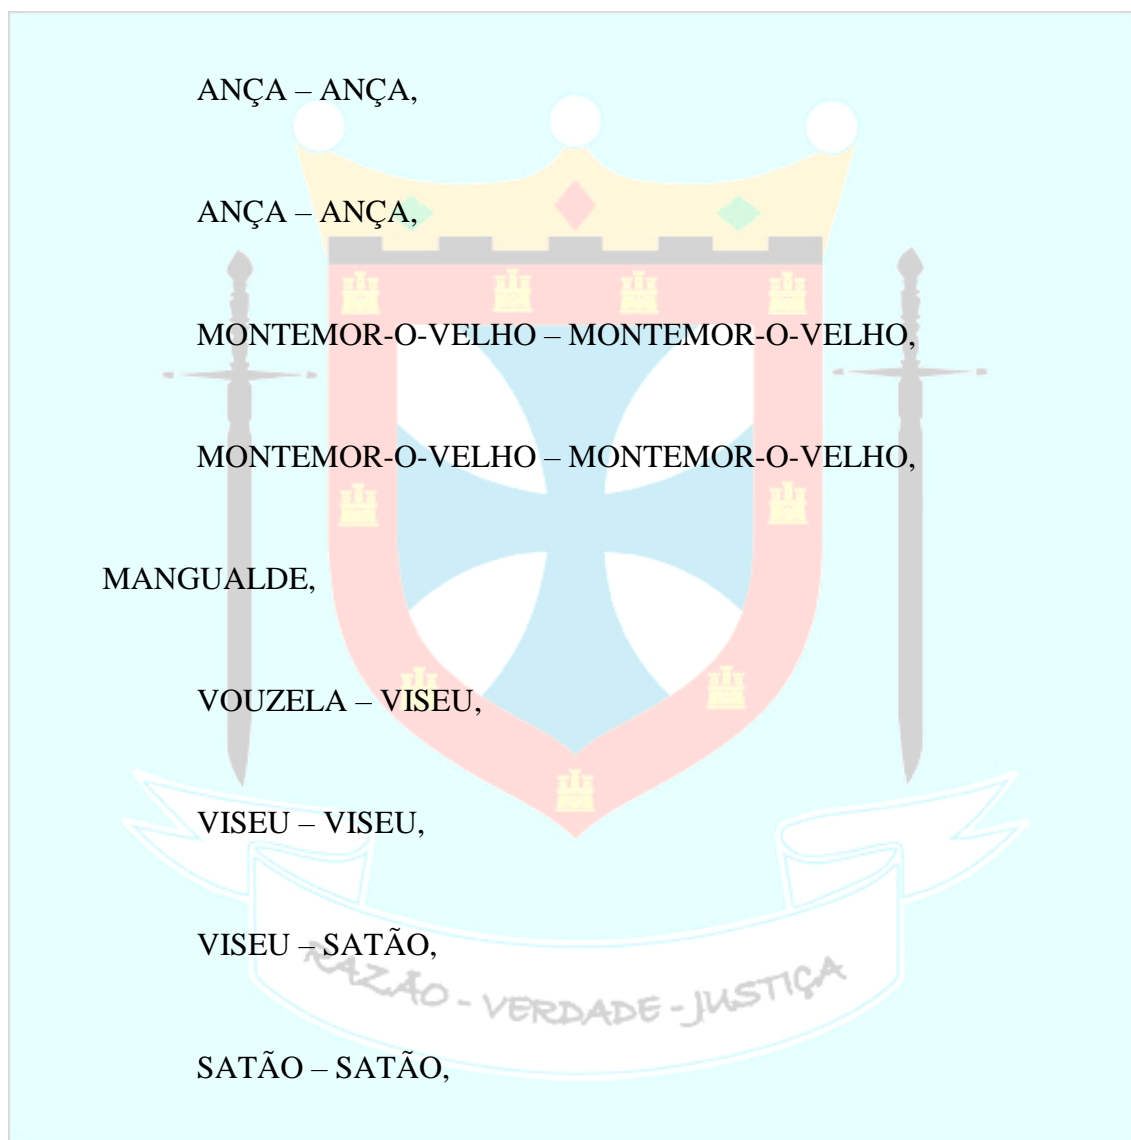 ANÇA – ANÇA,
ANÇA – ANÇA,
MONTEMOR-O-VELHO – MONTEMOR-O-VELHO,
MONTEMOR-O-VELHO – MONTEMOR-O-VELHO,
MANGUALDE,
VOUZELA – VISEU,
VISEU – VISEU,
VISEU – SATÃO,
RAZÃO - VERDADE - JUSTIÇA
SATÃO – SATÃO,